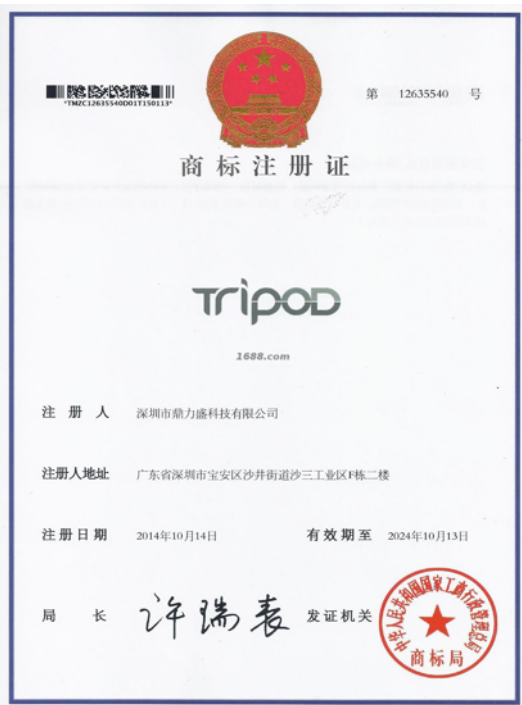 *TMZC12635540D01T150113*
第 12635540 号
商标注册证
TripOD
1688.com
注册人 深圳市鼎力盛科技有限公司
注册人地址 广东省深圳市宝安区沙井街道沙三工业区F栋二楼
注册日期 2014年10月14日 有效期至 2024年10月13日
局长 许瑞表 发证机关
中华人民共和国国家工商行政管理总局
商标局